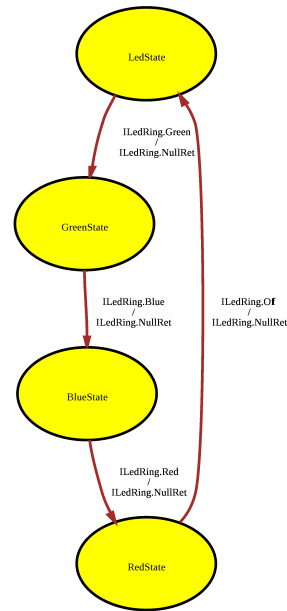 LedState
ILedRing.Green
/
ILedRing.NullRet
GreenState
ILedRing.Blue
/
ILedRing.NullRet
ILedRing.Of
/
ILedRing.NullRet
BlueState
ILedRing.Red
/
ILedRing.NullRet
RedState